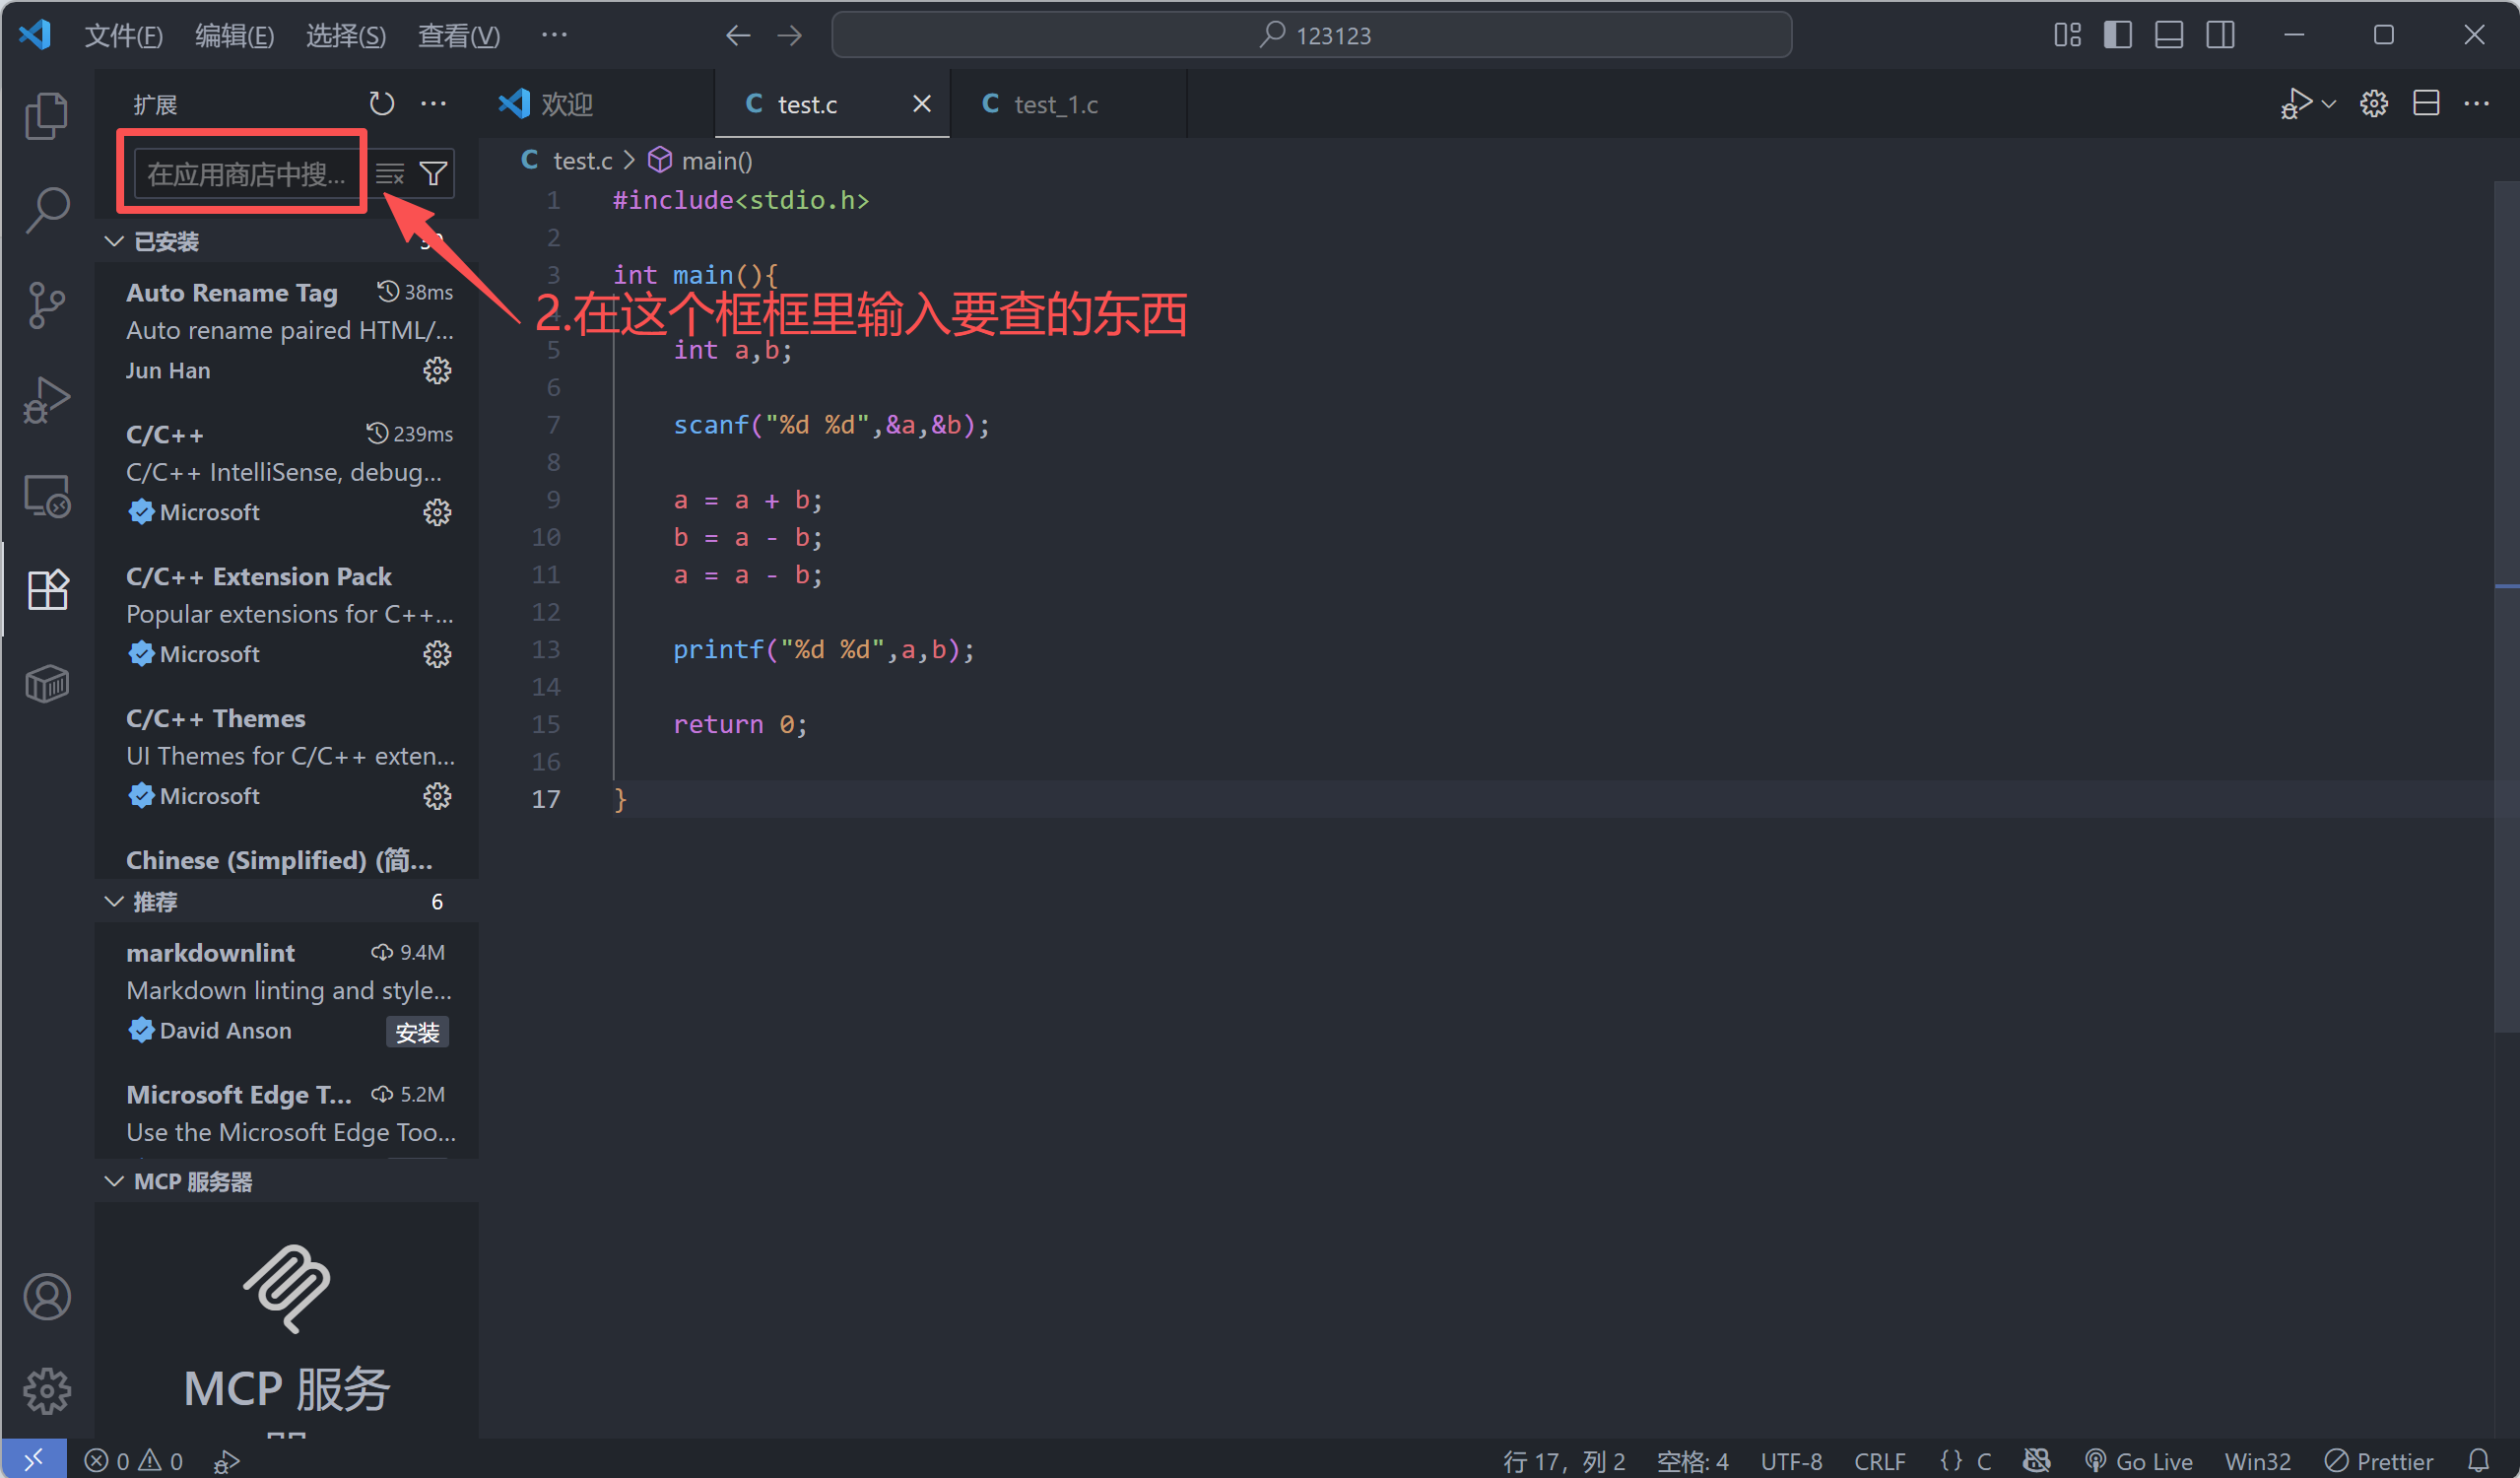 文件(F) 编辑(E) 选择(S) 查看(V) ··· 123123
扩展
在应用商店中搜...
已安装
Auto Rename Tag 38ms
Auto rename paired HTML/...
Jun Han
C/C++ 239ms
C/C++ IntelliSense, debug...
Microsoft
C/C++ Extension Pack
Popular extensions for C++...
Microsoft
C/C++ Themes
UI Themes for C/C++ exten...
Microsoft
Chinese (Simplified) (简...
推荐 6
markdownlint 9.4M
Markdown linting and style...
David Anson 安装
Microsoft Edge T... 5.2M
Use the Microsoft Edge Too...
MCP 服务器
MCP 服务
欢迎 C test.c C test_1.c
C test.c > main()
1 #include<stdio.h>
2
3 int main(){
2.在这个框框里输入要查的东西
5 int a,b;
6
7 scanf("%d %d",&a,&b);
8
9 a = a + b;
10 b = a - b;
11 a = a - b;
12
13 printf("%d %d",a,b);
14
15 return 0;
16
17 }
0 0 行 17，列 2 空格: 4 UTF-8 CRLF {} C Go Live Win32 Prettier